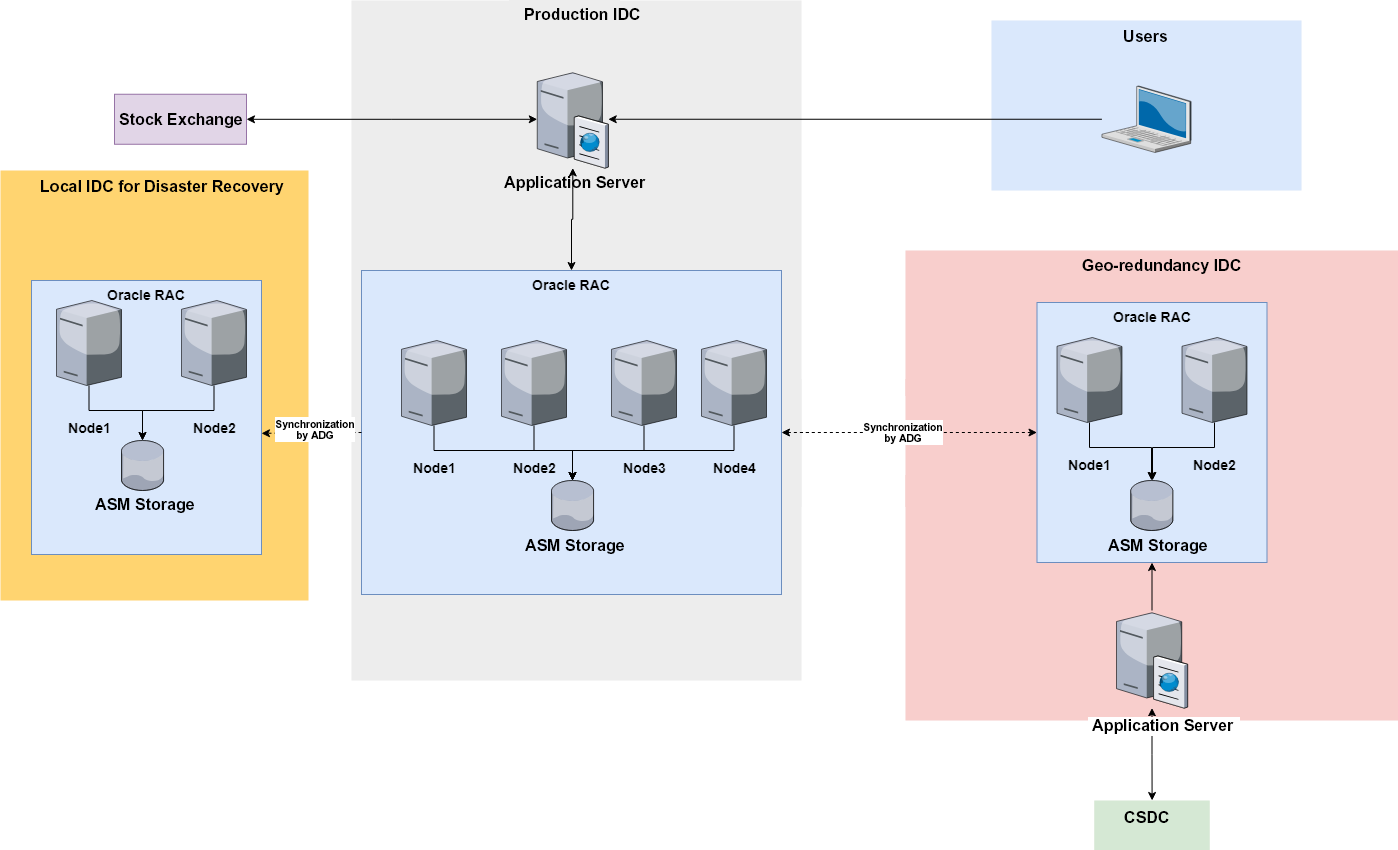 Production IDC
Users
Stock Exchange
Application Server
Local IDC for Disaster Recovery
Oracle RAC
Node1
Node2
ASM Storage
Synchronization
by ADG
Oracle RAC
Node1
Node2
Node3
Node4
ASM Storage
Synchronization
by ADG
Geo-redundancy IDC
Oracle RAC
Node1
Node2
ASM Storage
Application Server
CSDC